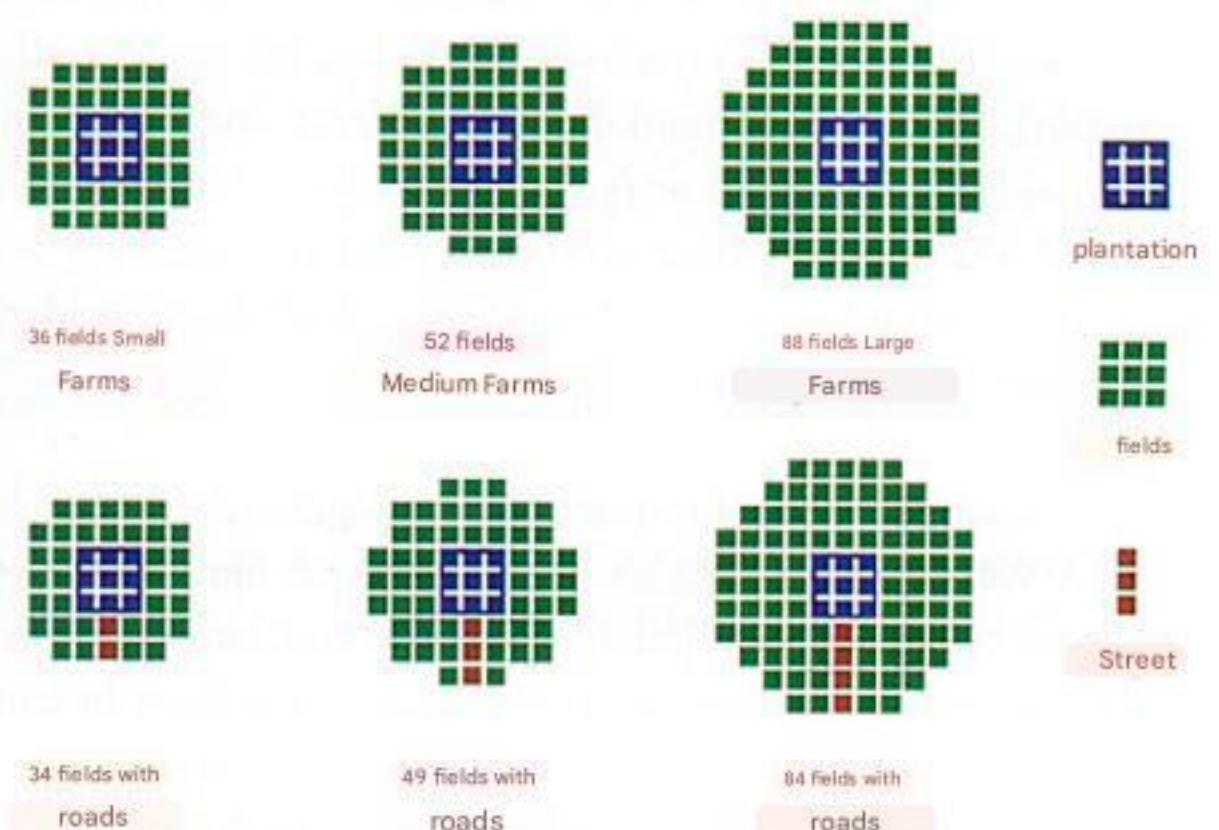 plantation
36 fields Small
Farms
52 fields
Medium Farms
88 fields Large
Farms
fields
Street
34 fields with
roads
49 fields with
roads
84 fields with
roads